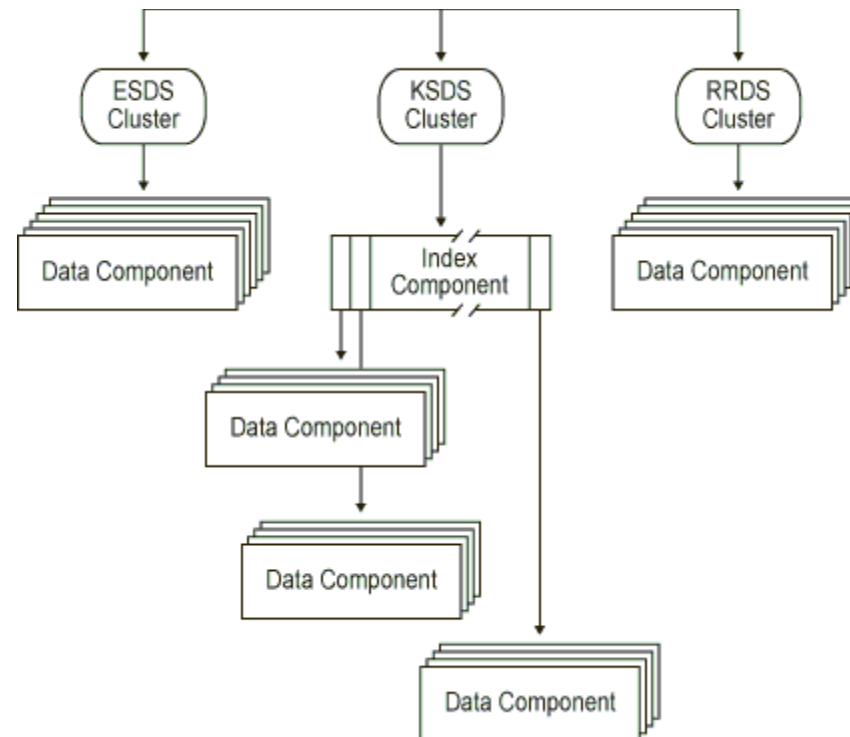 ESDS
Cluster
KSDS
Cluster
RRDS
Cluster
Data Component
Index
Component
Data Component
Data Component
Data Component
Data Component